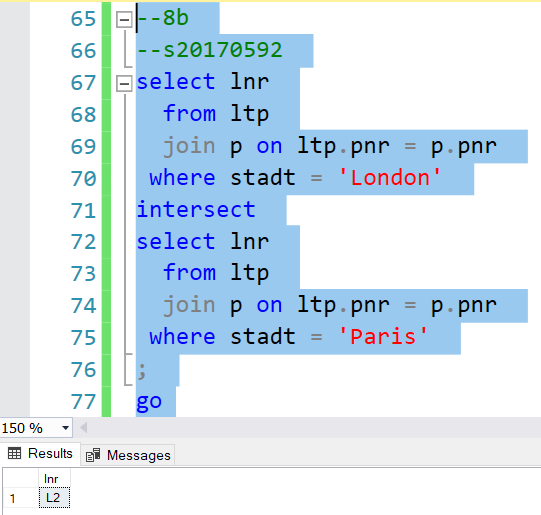 65 --8b
66 --s20170592
67 select lnr
68 from ltp
69 join p on ltp.pnr = p.pnr
70 where stadt = 'London'
71 intersect
72 select lnr
73 from ltp
74 join p on ltp.pnr = p.pnr
75 where stadt = 'Paris'
76 ;
77 go
150 %
Results Messages
lnr
1 L2